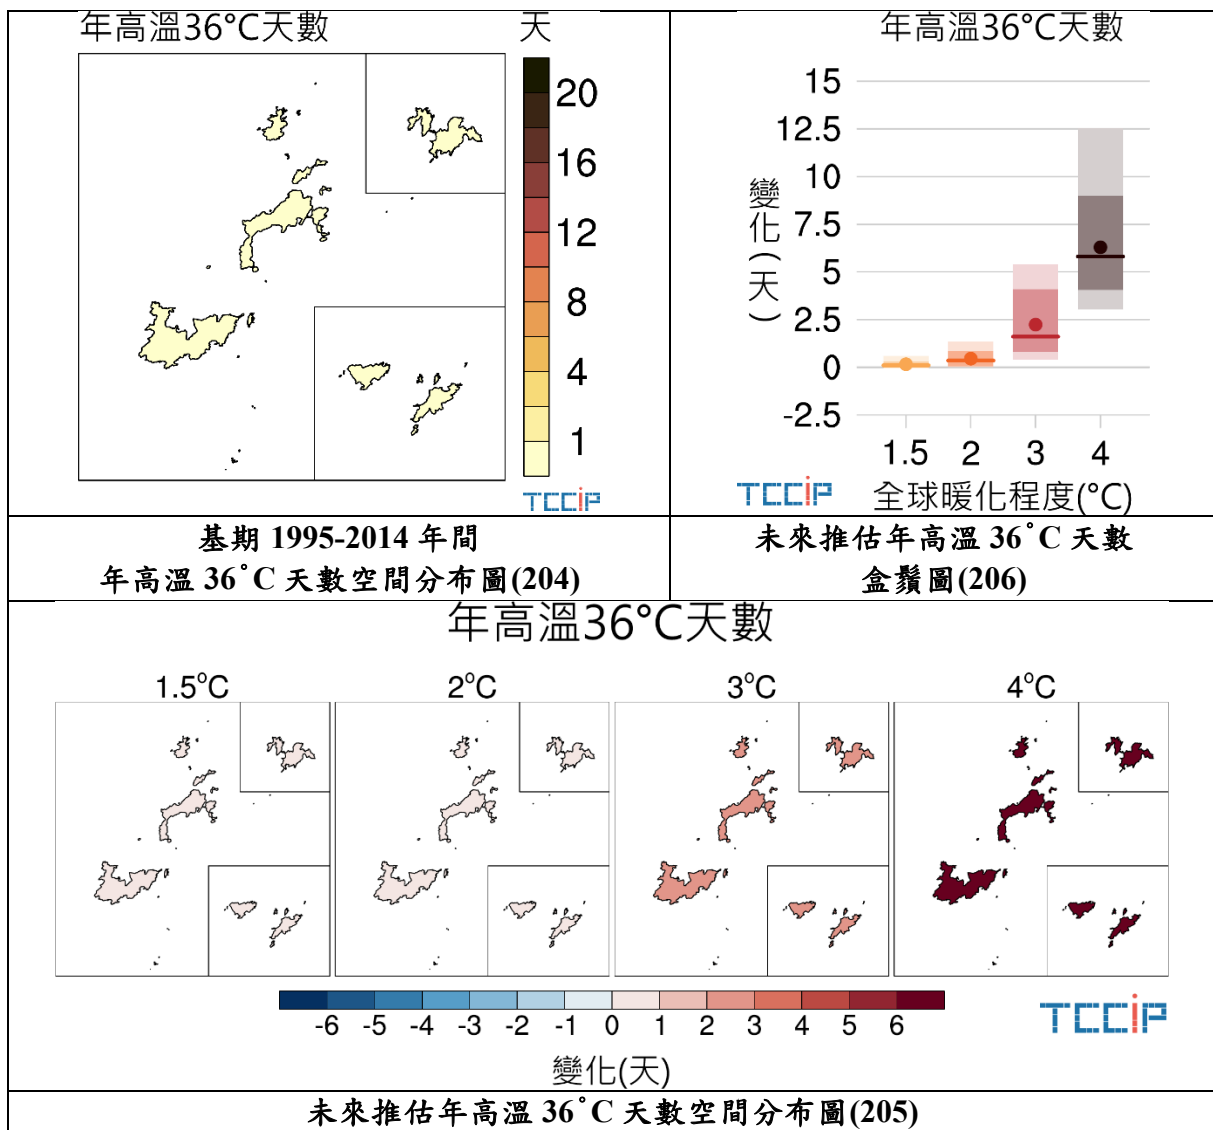 年高溫36°C天數
天
20
16
12
8
4
1
TCCiP
基期 1995-2014 年間
年高溫 36°C 天數空間分布圖(204)
年高溫36°C天數
變化(天)
15
12.5
10
7.5
5
2.5
0
-2.5
1.5 2 3 4
全球暖化程度(°C)
TCCiP
未來推估年高溫 36°C 天數
盒鬚圖(206)
年高溫36°C天數
1.5°C 2°C 3°C 4°C
-6 -5 -4 -3 -2 -1 0 1 2 3 4 5 6
變化(天)
TCCiP
未來推估年高溫 36°C 天數空間分布圖(205)